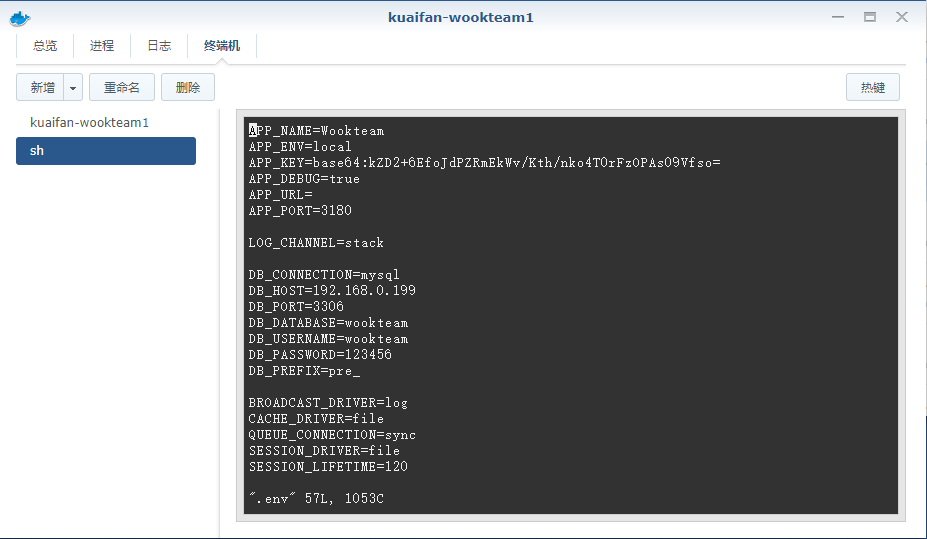 kuaifan-wookteam1
总览 进程 日志 终端机
新增 重命名 删除 热键
kuaifan-wookteam1
sh
APP_NAME=Wookteam
APP_ENV=local
APP_KEY=base64:kZD2+6EfoJdPZRmEkWv/Kth/nko4TOrFzOPAs09Vfso=
APP_DEBUG=true
APP_URL=
APP_PORT=3180
LOG_CHANNEL=stack
DB_CONNECTION=mysql
DB_HOST=192.168.0.199
DB_PORT=3306
DB_DATABASE=wookteam
DB_USERNAME=wookteam
DB_PASSWORD=123456
DB_PREFIX=pre_
BROADCAST_DRIVER=log
CACHE_DRIVER=file
QUEUE_CONNECTION=sync
SESSION_DRIVER=file
SESSION_LIFETIME=120
".env" 57L, 1053C